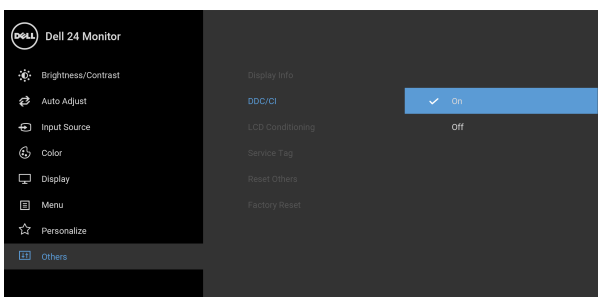 DELL
Dell 24 Monitor
Brightness/Contrast
Auto Adjust
Input Source
Color
Display
Menu
Personalize
Others
Display Info
DDC/CI
LCD Conditioning
Service Tag
Reset Others
Factory Reset
On
Off